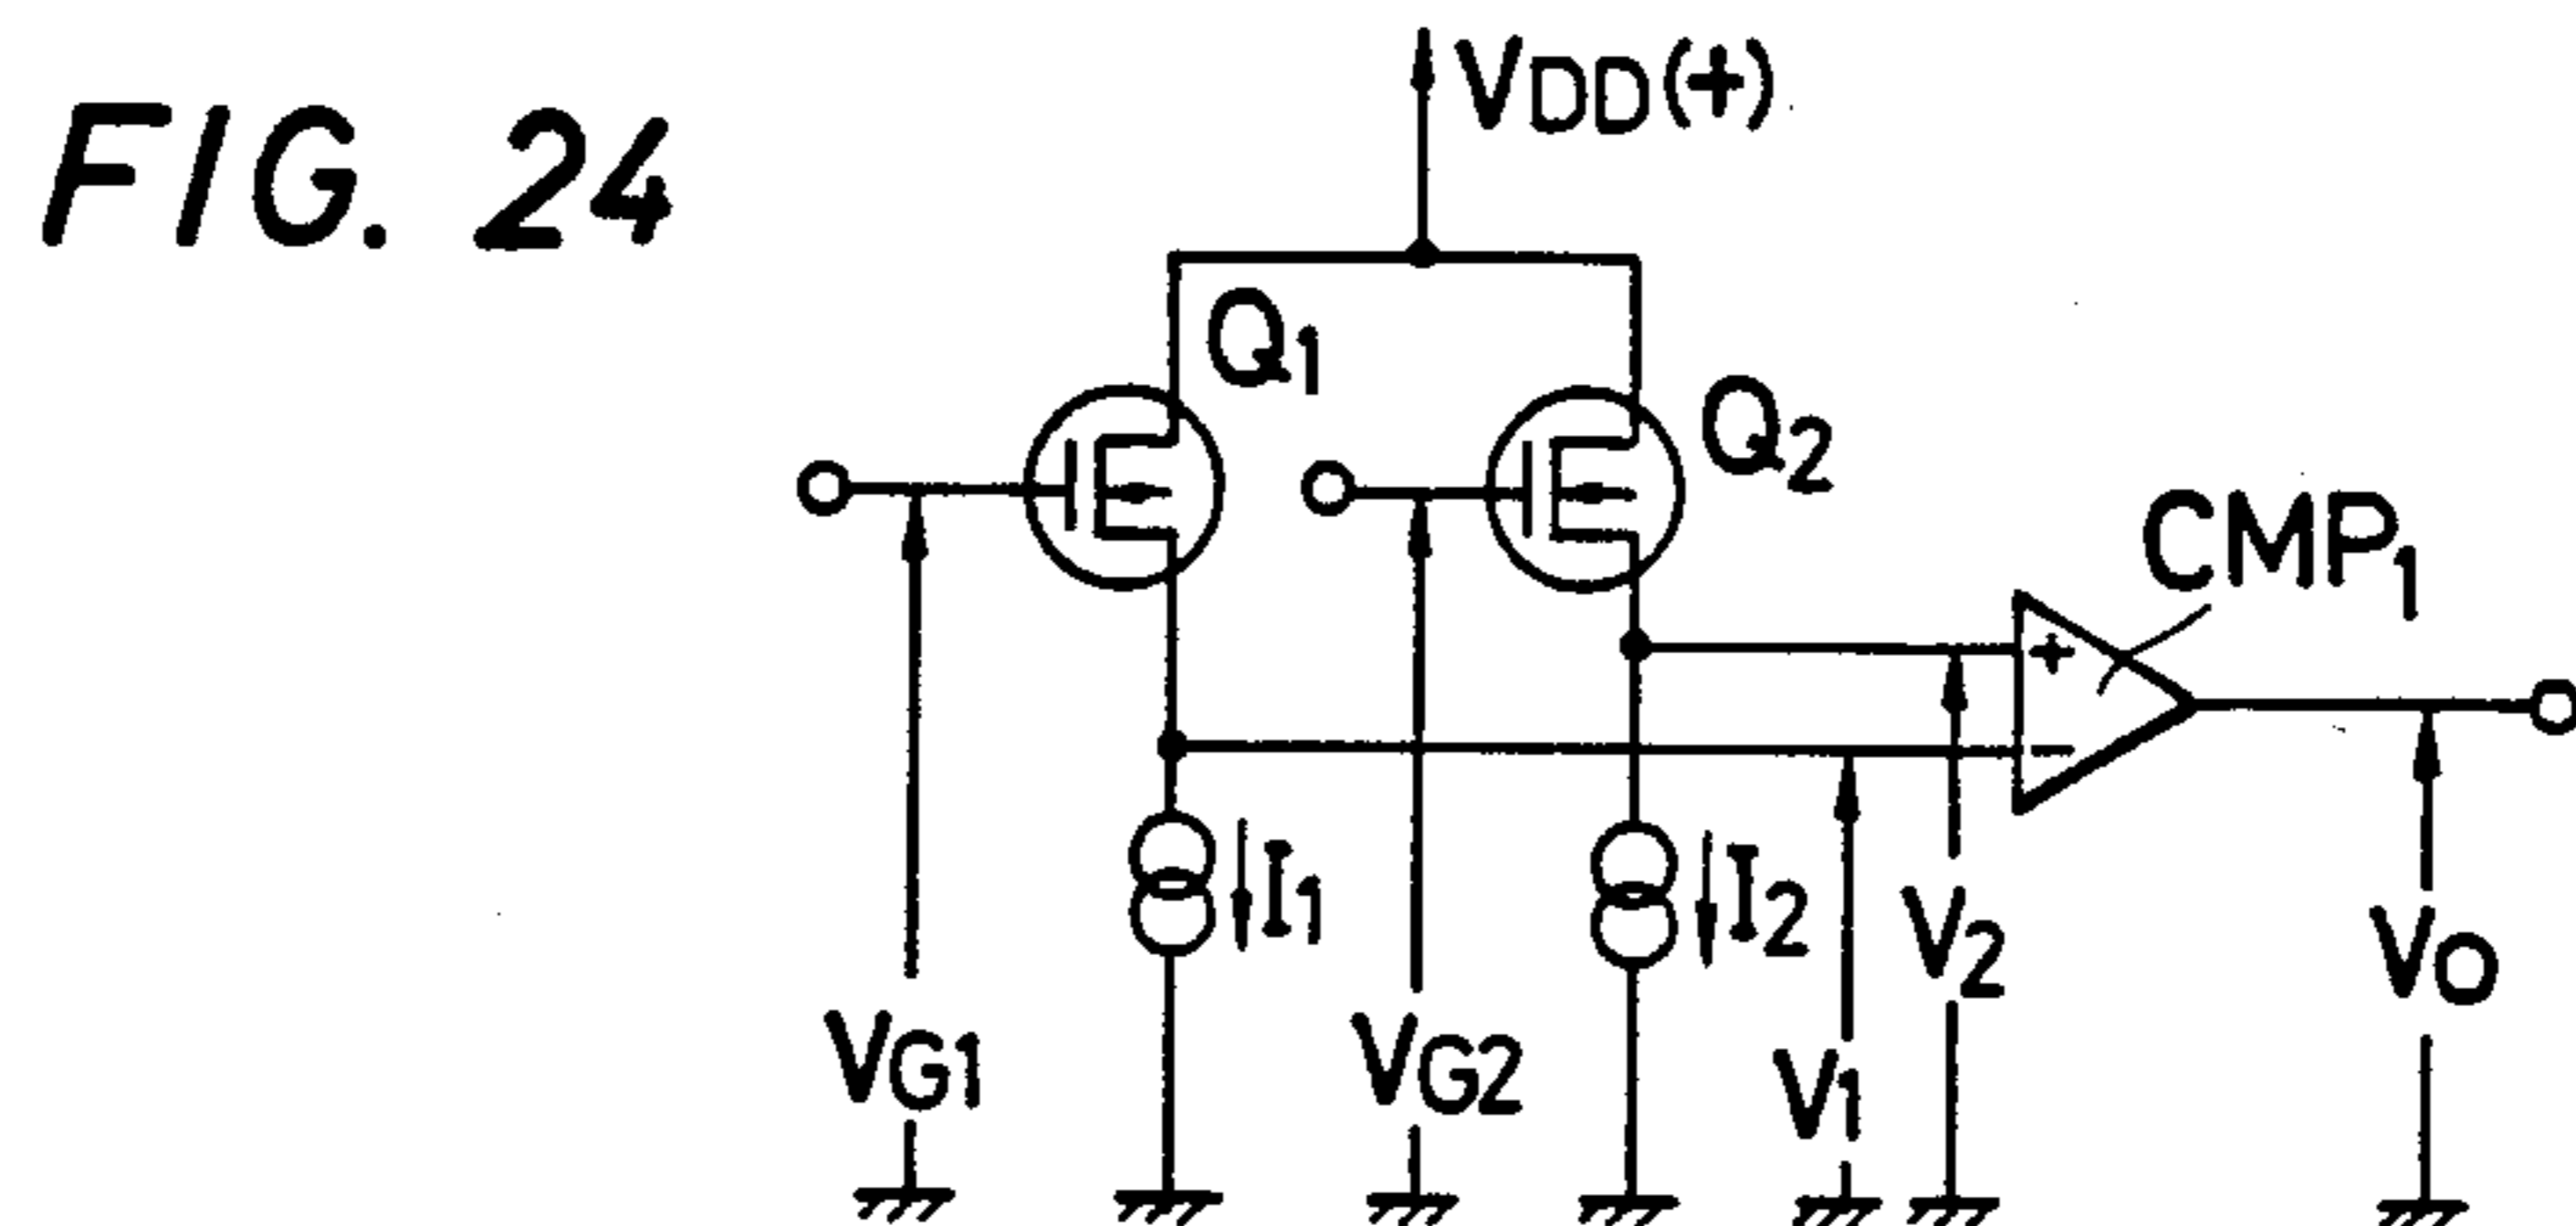 FIG. 24
VDD(+)
Q1
Q2
CMP1
+
−
I1
I2
VG1
VG2
V1
V2
VO